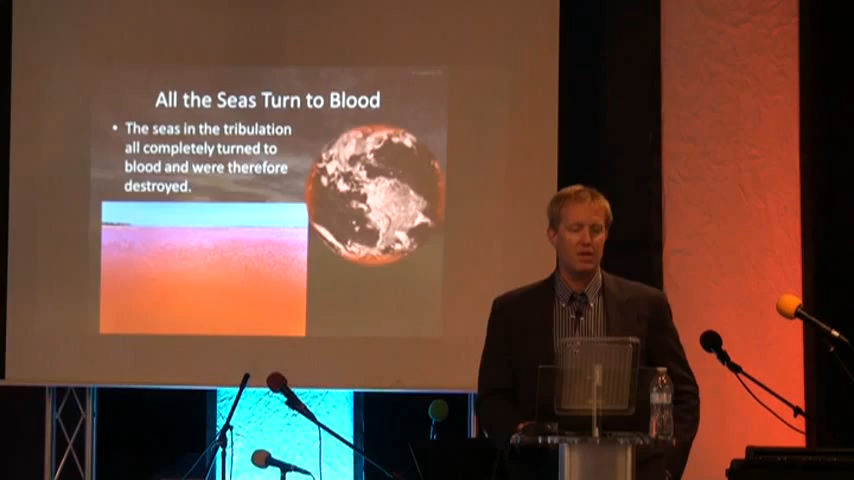 All the Seas Turn to Blood
• The seas in the tribulation
all completely turned to
blood and were therefore
destroyed.